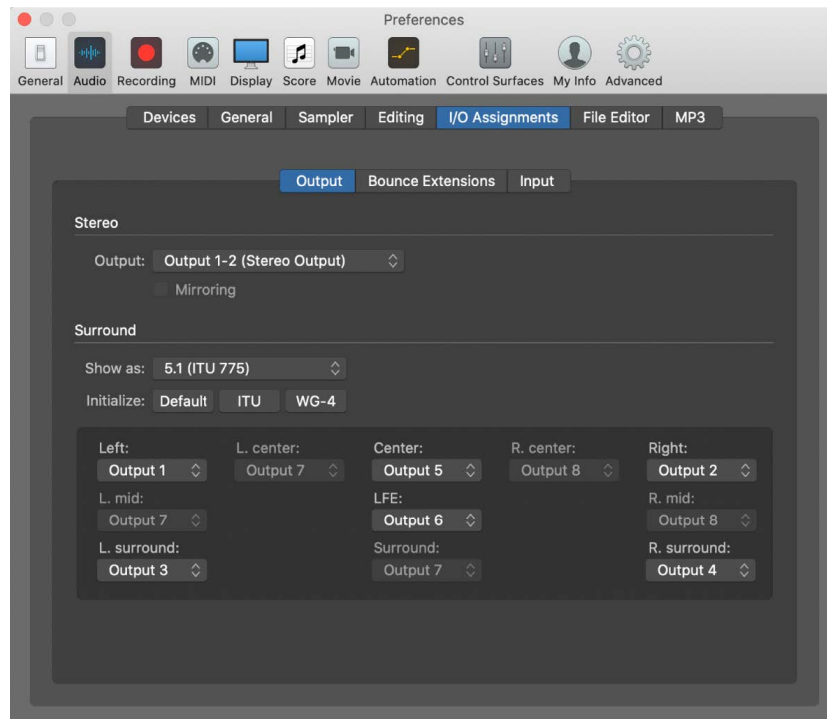 Preferences
General Audio Recording MIDI Display Score Movie Automation Control Surfaces My Info Advanced
Devices General Sampler Editing I/O Assignments File Editor MP3
Output Bounce Extensions Input
Stereo
Output: Output 1-2 (Stereo Output)
Mirroring
Surround
Show as: 5.1 (ITU 775)
Initialize: Default ITU WG-4
Left: L. center: Center: R. center: Right:
Output 1 Output 7 Output 5 Output 8 Output 2
L. mid: LFE: R. mid:
Output 7 Output 6 Output 8
L. surround: Surround: R. surround:
Output 3 Output 7 Output 4